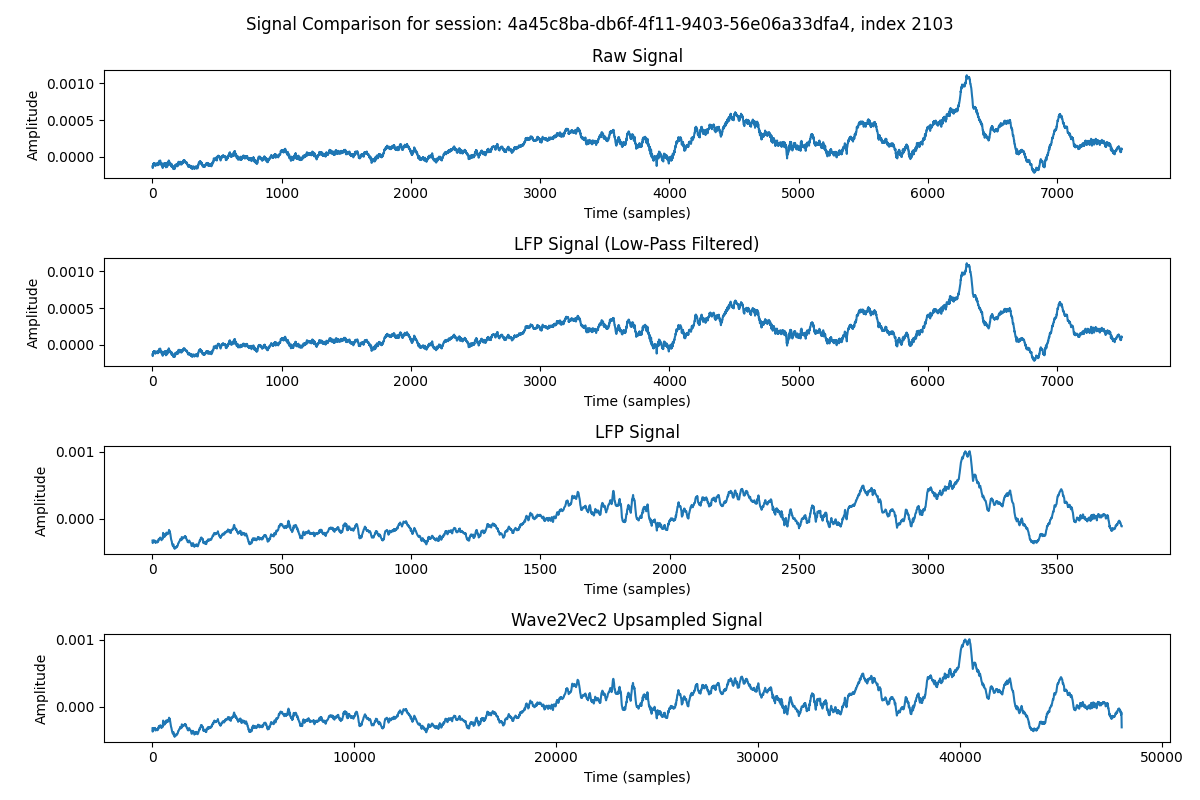 Signal Comparison for session: 4a45c8ba-db6f-4f11-9403-56e06a33dfa4, index 2103
Raw Signal
Amplitude
0.0010
0.0005
0.0000
0 1000 2000 3000 4000 5000 6000 7000
Time (samples)
LFP Signal (Low-Pass Filtered)
Amplitude
0.0010
0.0005
0.0000
0 1000 2000 3000 4000 5000 6000 7000
Time (samples)
LFP Signal
Amplitude
0.001
0.000
0 500 1000 1500 2000 2500 3000 3500
Time (samples)
Wave2Vec2 Upsampled Signal
Amplitude
0.001
0.000
0 10000 20000 30000 40000 50000
Time (samples)